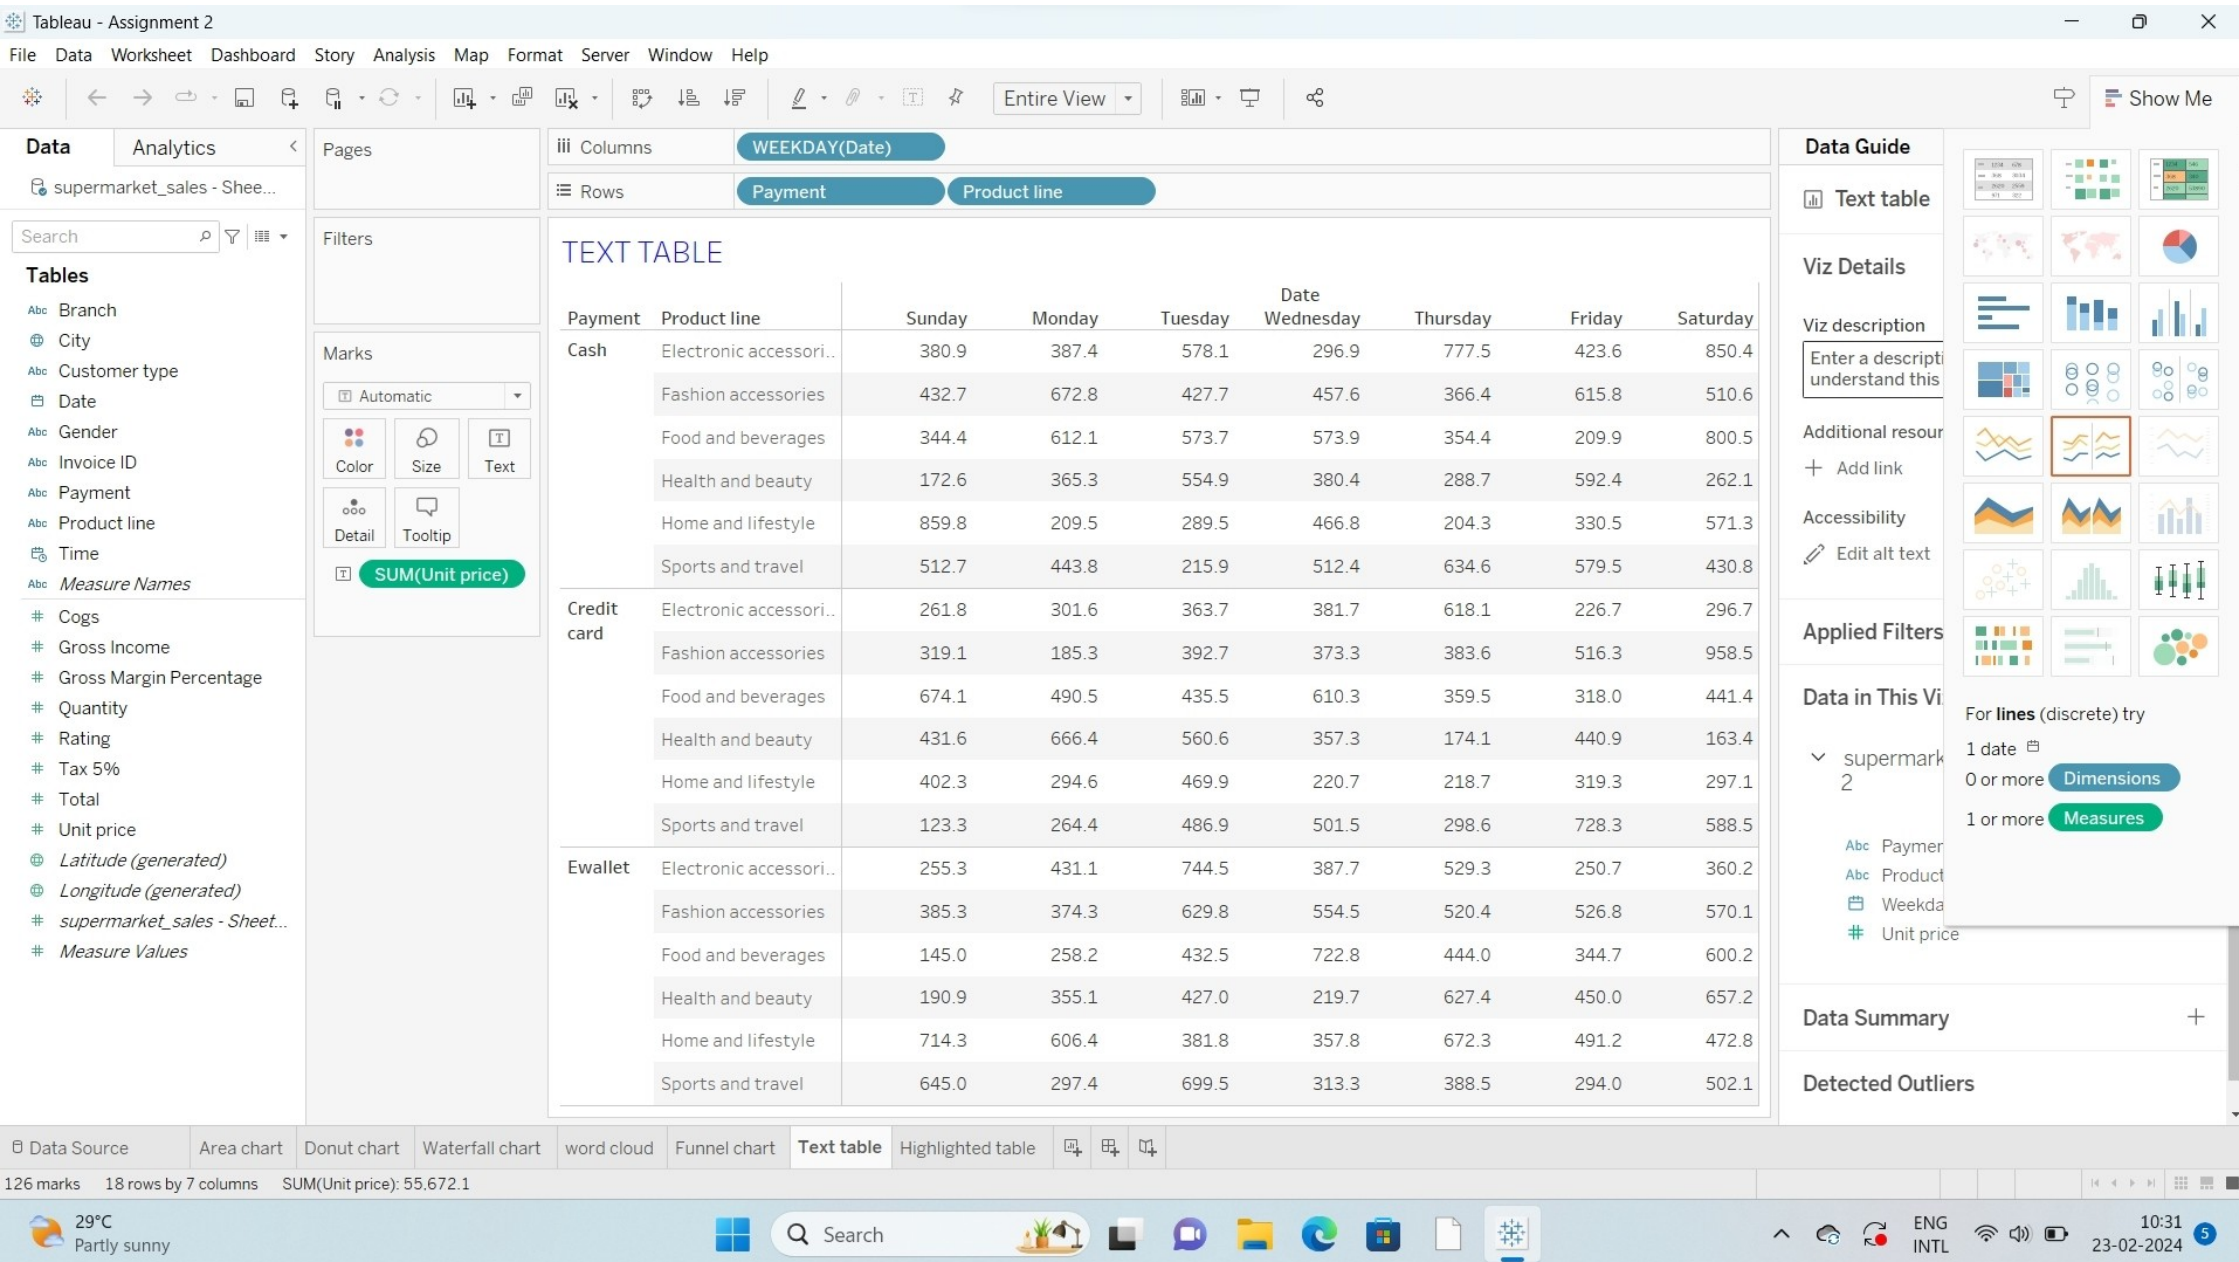 Tableau - Assignment 2
File Data Worksheet Dashboard Story Analysis Map Format Server Window Help
Entire View
Show Me
Data Analytics
supermarket_sales - Shee...
Search
Tables
Abc Branch
City
Abc Customer type
Date
Abc Gender
Abc Invoice ID
Abc Payment
Abc Product line
Time
Abc Measure Names
# Cogs
# Gross Income
# Gross Margin Percentage
# Quantity
# Rating
# Tax 5%
# Total
# Unit price
Latitude (generated)
Longitude (generated)
# supermarket_sales - Sheet...
# Measure Values
Pages
Filters
Marks
T Automatic
Color Size T Text
Detail Tooltip
T SUM(Unit price)
iii Columns WEEKDAY(Date)
Rows Payment Product line
TEXT TABLE
Date
Payment Product line Sunday Monday Tuesday Wednesday Thursday Friday Saturday
Cash Electronic accessori.. 380.9 387.4 578.1 296.9 777.5 423.6 850.4
Fashion accessories 432.7 672.8 427.7 457.6 366.4 615.8 510.6
Food and beverages 344.4 612.1 573.7 573.9 354.4 209.9 800.5
Health and beauty 172.6 365.3 554.9 380.4 288.7 592.4 262.1
Home and lifestyle 859.8 209.5 289.5 466.8 204.3 330.5 571.3
Sports and travel 512.7 443.8 215.9 512.4 634.6 579.5 430.8
Credit card Electronic accessori.. 261.8 301.6 363.7 381.7 618.1 226.7 296.7
Fashion accessories 319.1 185.3 392.7 373.3 383.6 516.3 958.5
Food and beverages 674.1 490.5 435.5 610.3 359.5 318.0 441.4
Health and beauty 431.6 666.4 560.6 357.3 174.1 440.9 163.4
Home and lifestyle 402.3 294.6 469.9 220.7 218.7 319.3 297.1
Sports and travel 123.3 264.4 486.9 501.5 298.6 728.3 588.5
Ewallet Electronic accessori.. 255.3 431.1 744.5 387.7 529.3 250.7 360.2
Fashion accessories 385.3 374.3 629.8 554.5 520.4 526.8 570.1
Food and beverages 145.0 258.2 432.5 722.8 444.0 344.7 600.2
Health and beauty 190.9 355.1 427.0 219.7 627.4 450.0 657.2
Home and lifestyle 714.3 606.4 381.8 357.8 672.3 491.2 472.8
Sports and travel 645.0 297.4 699.5 313.3 388.5 294.0 502.1
Data Guide
Text table
Viz Details
Viz description
Enter a descripti
understand this
Additional resour
+ Add link
Accessibility
Edit alt text
Applied Filters
Data in This Vi
supermark
2
Abc Paymer
Abc Product
Weekda
# Unit price
Data Summary +
Detected Outliers
For lines (discrete) try
1 date
0 or more Dimensions
1 or more Measures
Data Source Area chart Donut chart Waterfall chart word cloud Funnel chart Text table Highlighted table
126 marks 18 rows by 7 columns SUM(Unit price): 55,672.1
29°C
Partly sunny
Search
ENG
INTL
10:31
23-02-2024
5